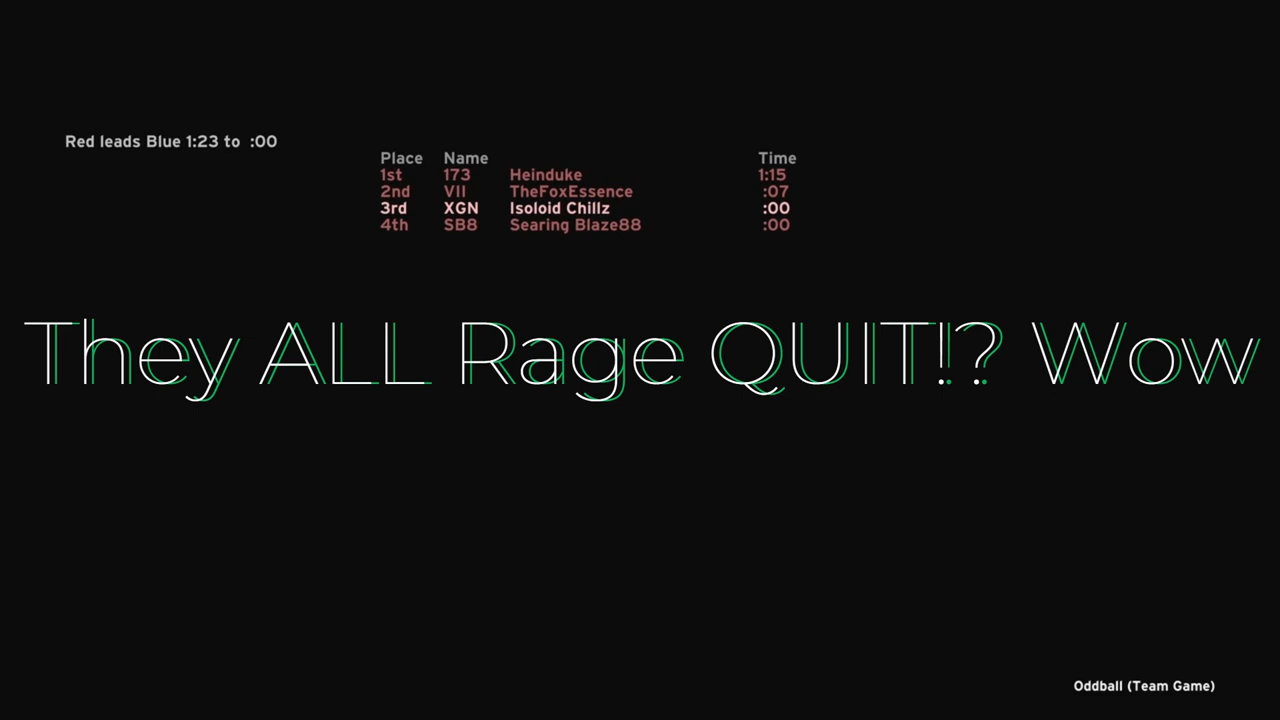 Red leads Blue 1:23 to :00
Place Name Time
1st 173 Heinduke 1:15
2nd VII TheFoxEssence :07
3rd XGN Isoloid Chillz :00
4th SB8 Searing Blaze88 :00
They ALL Rage QUIT!? Wow
Oddball (Team Game)